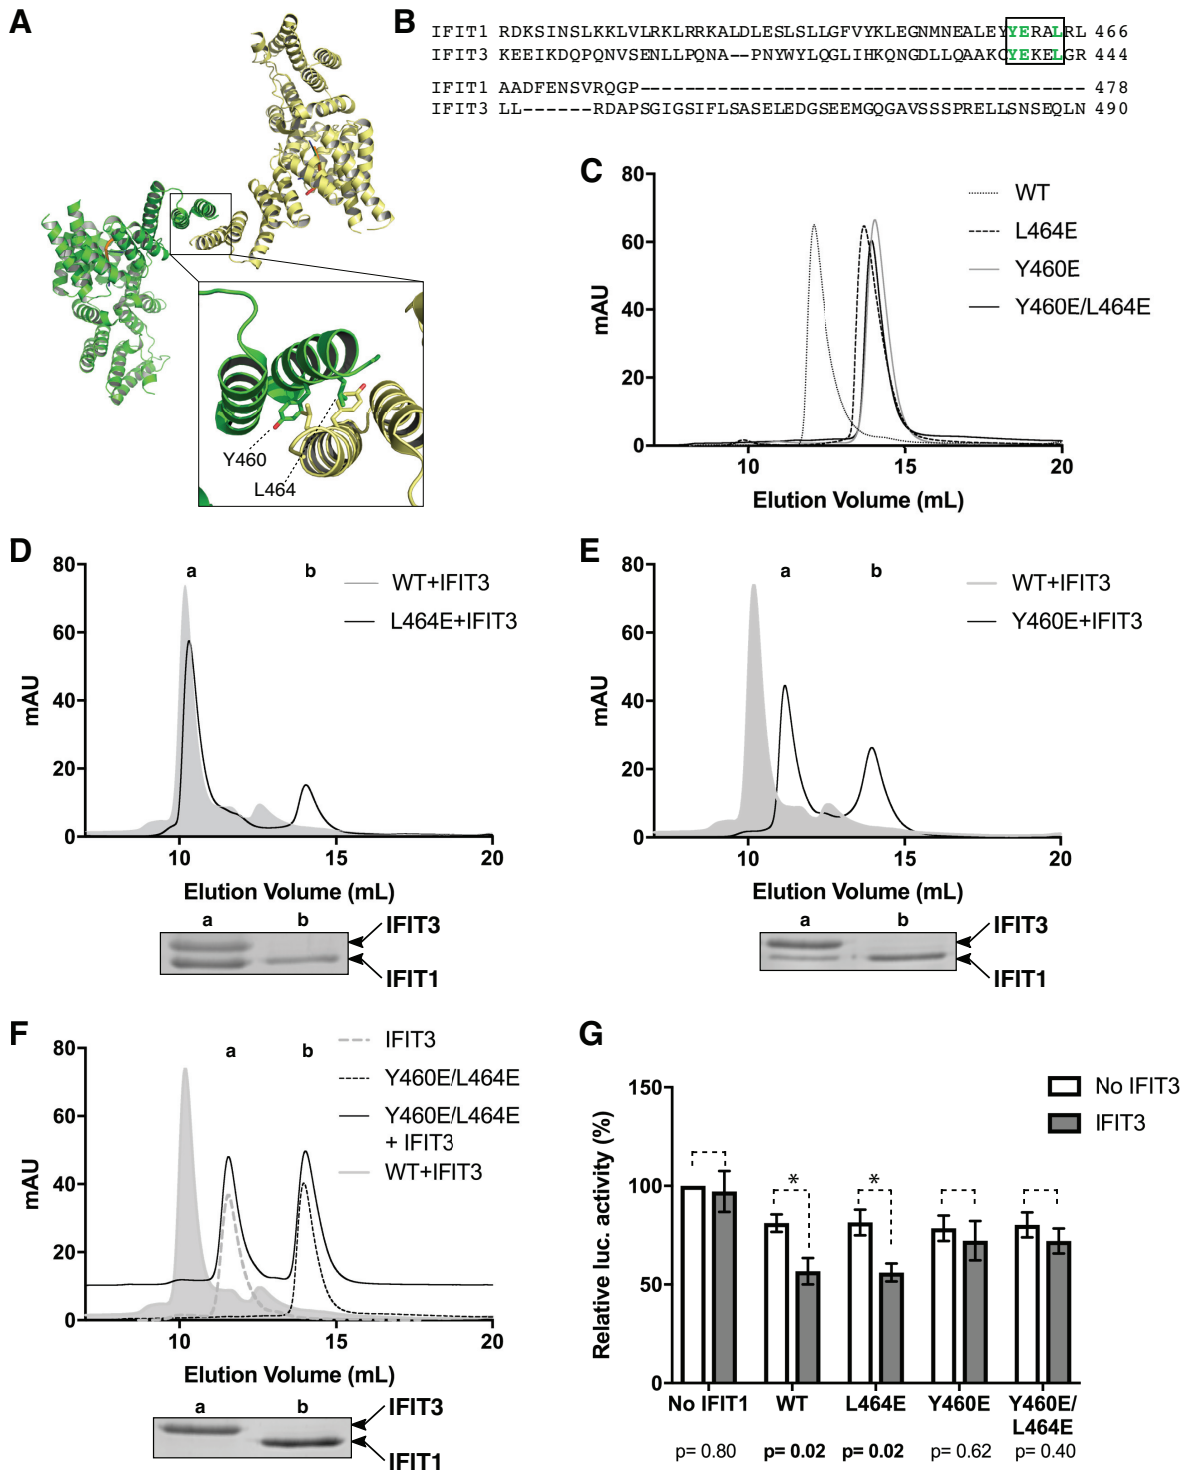 A
B
IFIT1 RDKSINSLKKLVLRKLRRKALDLESLSLLGFVYKLEGNMNEALEYYERALRL 466
IFIT3 KEEIKDQPQNVSENLLPQNA--PNYWYLQGLIHKQNGDLLQAAKCYEKELGR 444
IFIT1 AADFENSVRQGP---------------------------------------- 478
IFIT3 LL------RDAPSGIGSIFLSASELEDGSEEMGQGAVSSSPRELLSNSEQLN 490
Y460
L464
C
80
60
40
20
0
mAU
10
15
20
Elution Volume (mL)
WT
L464E
Y460E
Y460E/L464E
D
80
60
40
20
0
mAU
a
b
WT+IFIT3
L464E+IFIT3
10
15
20
Elution Volume (mL)
a
b
IFIT3
IFIT1
E
80
60
40
20
0
mAU
a
b
WT+IFIT3
Y460E+IFIT3
10
15
20
Elution Volume (mL)
a
b
IFIT3
IFIT1
F
80
60
40
20
0
mAU
a
b
IFIT3
Y460E/L464E
Y460E/L464E
+ IFIT3
WT+IFIT3
10
15
20
Elution Volume (mL)
a
b
IFIT3
IFIT1
G
150
100
50
0
Relative luc. activity (%)
No IFIT3
IFIT3
*
*
No IFIT1
WT
L464E
Y460E
Y460E/
L464E
p= 0.80
p= 0.02
p= 0.02
p= 0.62
p= 0.40